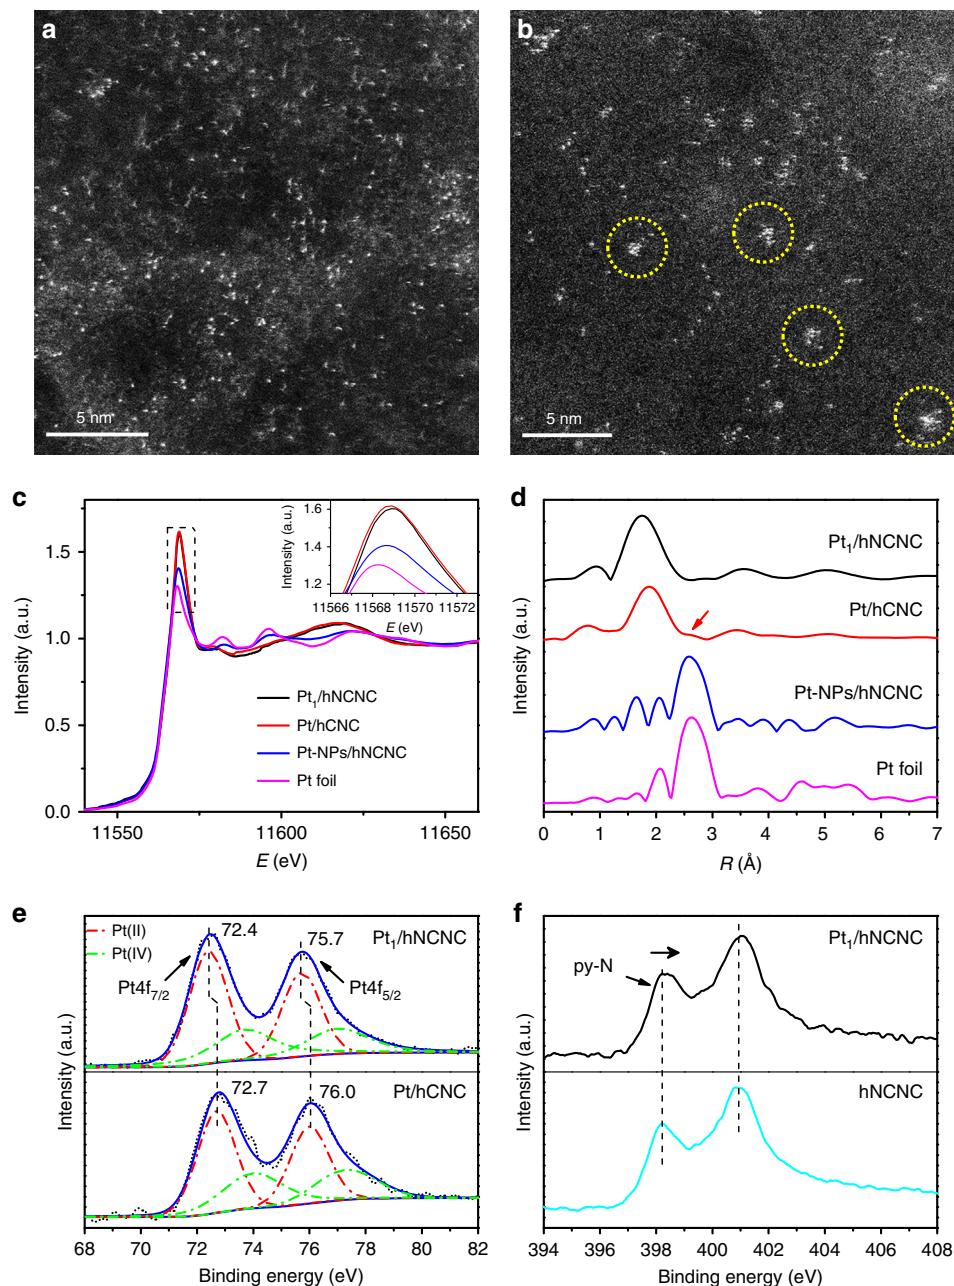 a
b
5 nm
5 nm
c
d
Intensity (a.u.)
1.5
1.0
0.5
0.0
11550
11600
11650
E (eV)
Intensity (a.u.)
1.6
1.4
1.2
11566
11568
11570
11572
E (eV)
Pt₁/hNCNC
Pt/hCNC
Pt-NPs/hNCNC
Pt foil
Intensity (a.u.)
Pt₁/hNCNC
Pt/hCNC
Pt-NPs/hNCNC
Pt foil
0 1 2 3 4 5 6 7
R (Å)
e
f
Pt(II)
Pt(IV)
72.4
75.7
Pt₁/hNCNC
Pt4f₇/₂
Pt4f₅/₂
72.7
76.0
Pt/hCNC
Intensity (a.u.)
68 70 72 74 76 78 80 82
Binding energy (eV)
Pt₁/hNCNC
py-N
hNCNC
Intensity (a.u.)
394 396 398 400 402 404 406 408
Binding energy (eV)